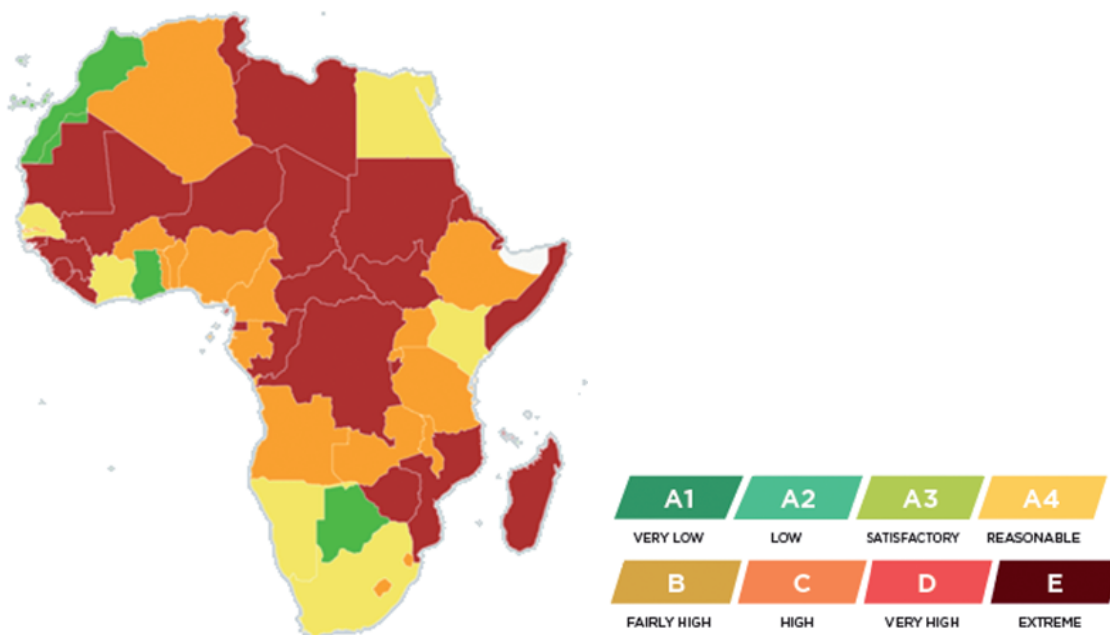 A1 A2 A3 A4
VERY LOW LOW SATISFACTORY REASONABLE
B C D E
FAIRLY HIGH HIGH VERY HIGH EXTREME